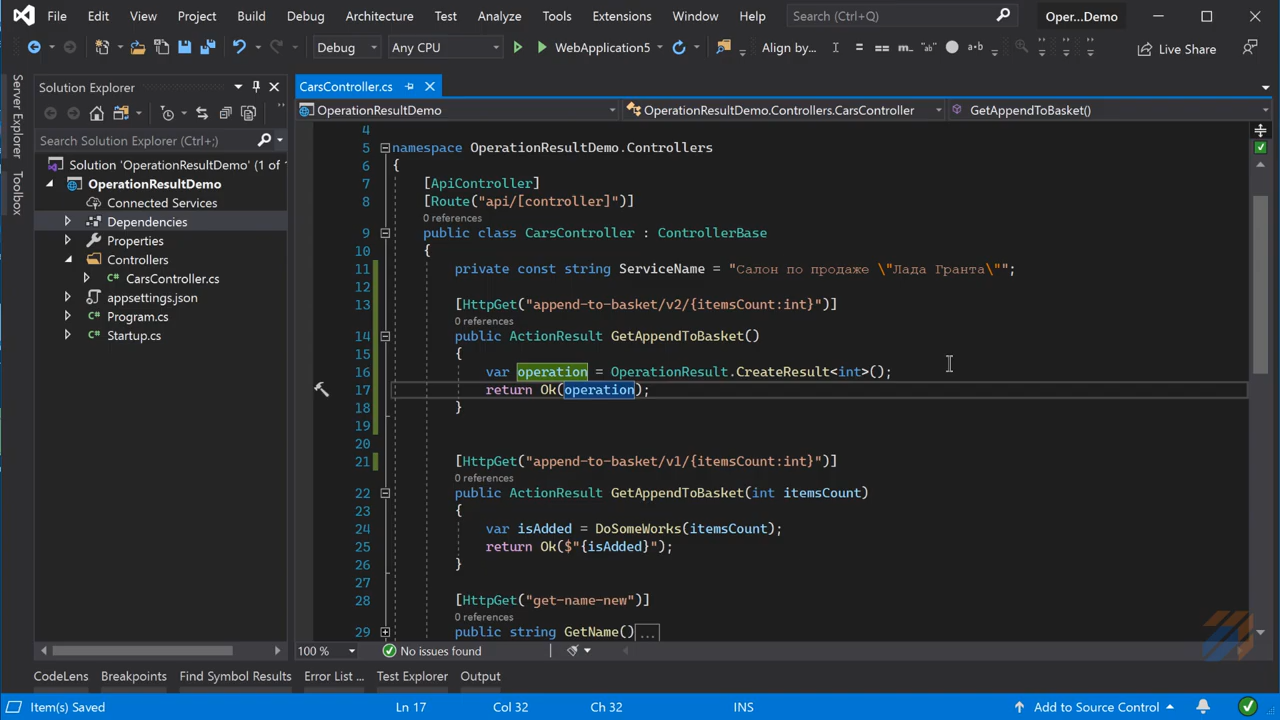 File Edit View Project Build Debug Architecture Test Analyze Tools Extensions Window Help Search (Ctrl+Q) Oper...Demo
Debug Any CPU WebApplication5 Align by... Live Share
Server Explorer
Toolbox
Solution Explorer
Search Solution Explorer (Ctrl+;)
Solution 'OperationResultDemo' (1 of 1
OperationResultDemo
Connected Services
Dependencies
Properties
Controllers
CarsController.cs
appsettings.json
Program.cs
Startup.cs
CarsController.cs
OperationResultDemo OperationResultDemo.Controllers.CarsController GetAppendToBasket()
4
5 namespace OperationResultDemo.Controllers
6 {
7 [ApiController]
8 [Route("api/[controller]")]
0 references
9 public class CarsController : ControllerBase
10 {
11 private const string ServiceName = "Салон по продаже \"Лада Гранта\"";
12
13 [HttpGet("append-to-basket/v2/{itemsCount:int}")]
0 references
14 public ActionResult GetAppendToBasket()
15 {
16 var operation = OperationResult.CreateResult<int>();
17 return Ok(operation);
18 }
19
20
21 [HttpGet("append-to-basket/v1/{itemsCount:int}")]
0 references
22 public ActionResult GetAppendToBasket(int itemsCount)
23 {
24 var isAdded = DoSomeWorks(itemsCount);
25 return Ok($"{isAdded}");
26 }
27
28 [HttpGet("get-name-new")]
0 references
29 public string GetName()...
100 % No issues found
CodeLens Breakpoints Find Symbol Results Error List ... Test Explorer Output
Item(s) Saved Ln 17 Col 32 Ch 32 INS Add to Source Control